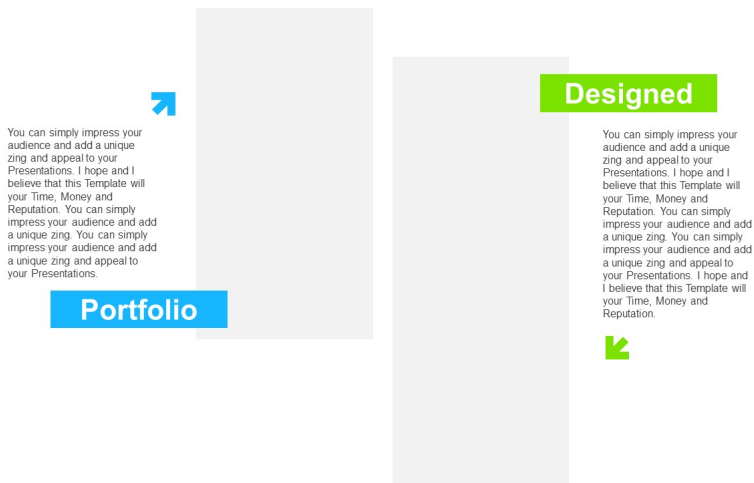 You can simply impress your
audience and add a unique
zing and appeal to your
Presentations. I hope and I
believe that this Template will
your Time, Money and
Reputation. You can simply
impress your audience and add
a unique zing. You can simply
impress your audience and add
a unique zing and appeal to
your Presentations.
Portfolio
Designed
You can simply impress your
audience and add a unique
zing and appeal to your
Presentations. I hope and I
believe that this Template will
your Time, Money and
Reputation. You can simply
impress your audience and add
a unique zing. You can simply
impress your audience and add
a unique zing and appeal to
your Presentations. I hope and
I believe that this Template will
your Time, Money and
Reputation.